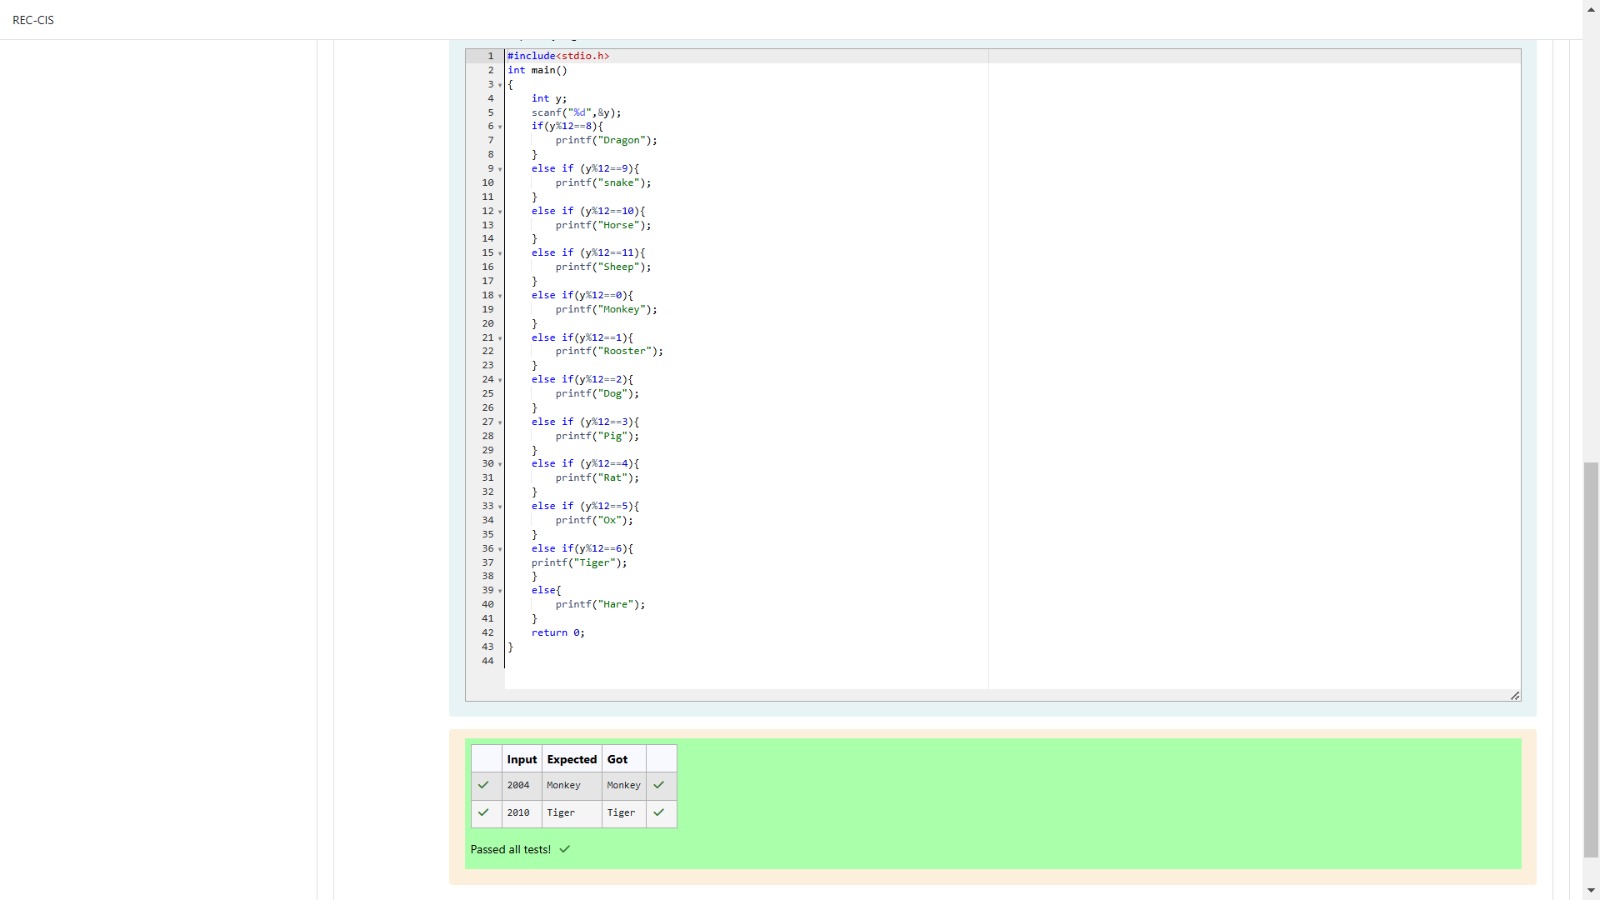 REC-CIS
1 #include<stdio.h>
2 int main()
3 {
4     int y;
5     scanf("%d",&y);
6     if(y%12==8){
7         printf("Dragon");
8     }
9     else if (y%12==9){
10         printf("snake");
11     }
12     else if (y%12==10){
13         printf("Horse");
14     }
15     else if (y%12==11){
16         printf("Sheep");
17     }
18     else if(y%12==0){
19         printf("Monkey");
20     }
21     else if(y%12==1){
22         printf("Rooster");
23     }
24     else if(y%12==2){
25         printf("Dog");
26     }
27     else if (y%12==3){
28         printf("Pig");
29     }
30     else if (y%12==4){
31         printf("Rat");
32     }
33     else if (y%12==5){
34         printf("Ox");
35     }
36     else if(y%12==6){
37     printf("Tiger");
38     }
39     else{
40         printf("Hare");
41     }
42     return 0;
43 }
44
Input Expected Got
2004 Monkey Monkey
2010 Tiger Tiger
Passed all tests!